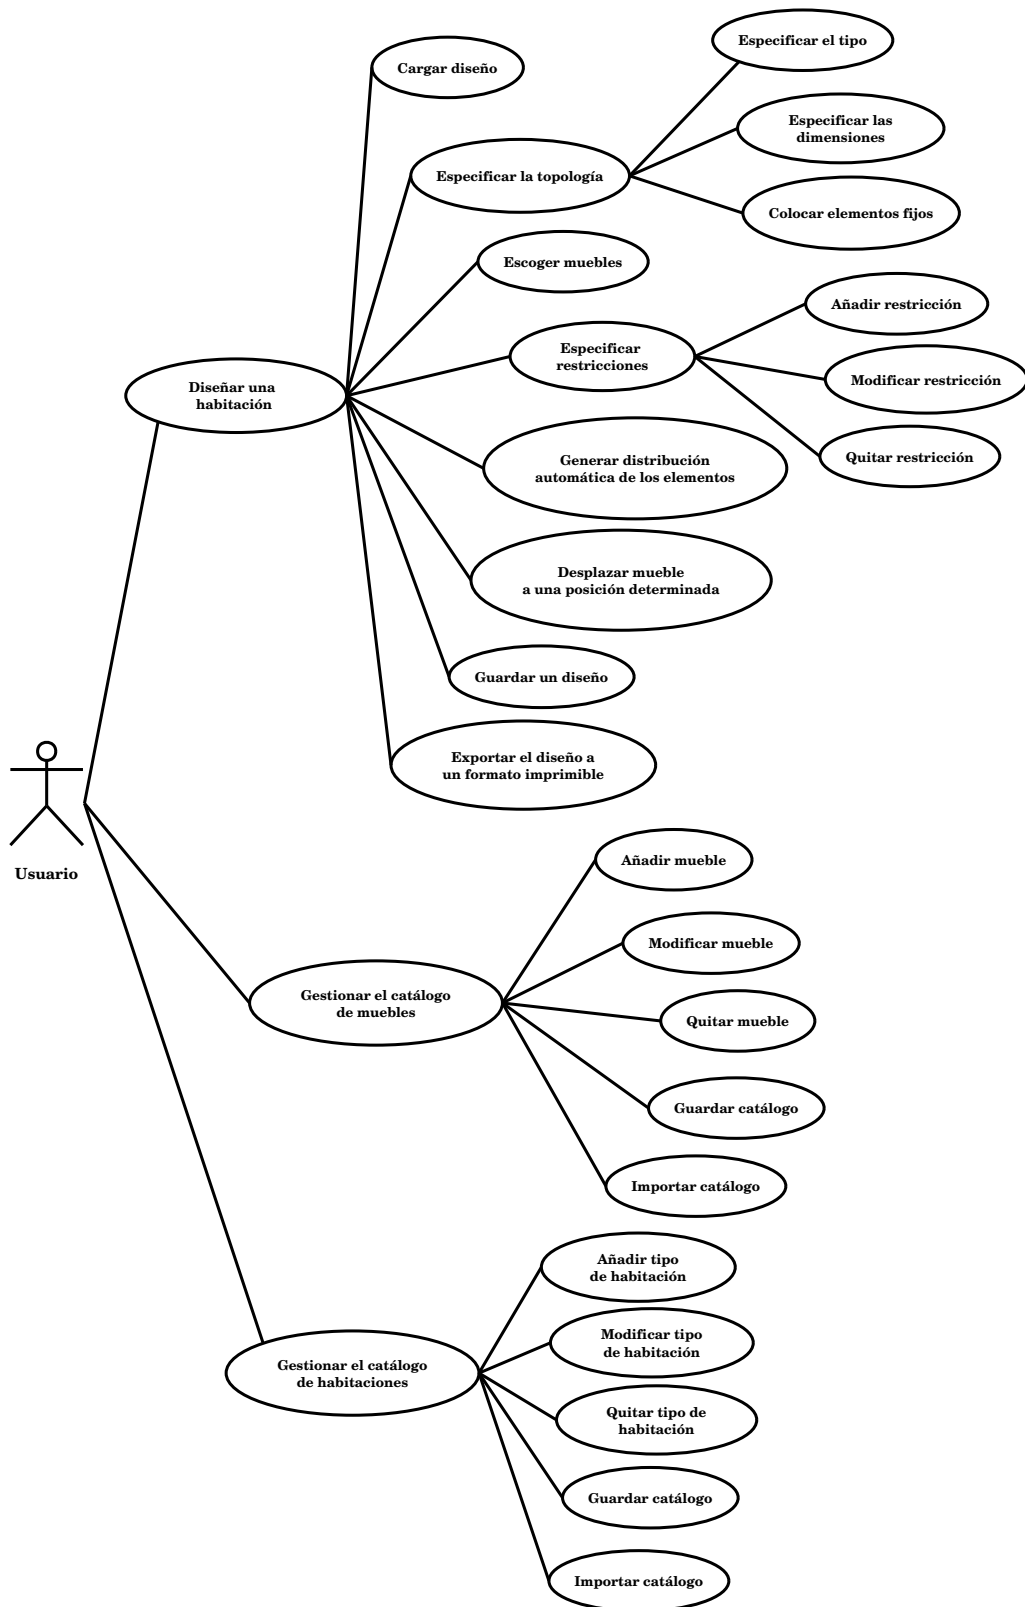 Especificar el tipo
Cargar diseño
Especificar las
dimensiones
Especificar la topología
Colocar elementos fijos
Escoger muebles
Añadir restricción
Especificar
restricciones
Modificar restricción
Diseñar una
habitación
Quitar restricción
Generar distribución
automática de los elementos
Desplazar mueble
a una posición determinada
Guardar un diseño
Exportar el diseño a
un formato imprimible
Usuario
Añadir mueble
Modificar mueble
Gestionar el catálogo
de muebles
Quitar mueble
Guardar catálogo
Importar catálogo
Añadir tipo
de habitación
Modificar tipo
de habitación
Gestionar el catálogo
de habitaciones
Quitar tipo de
habitación
Guardar catálogo
Importar catálogo